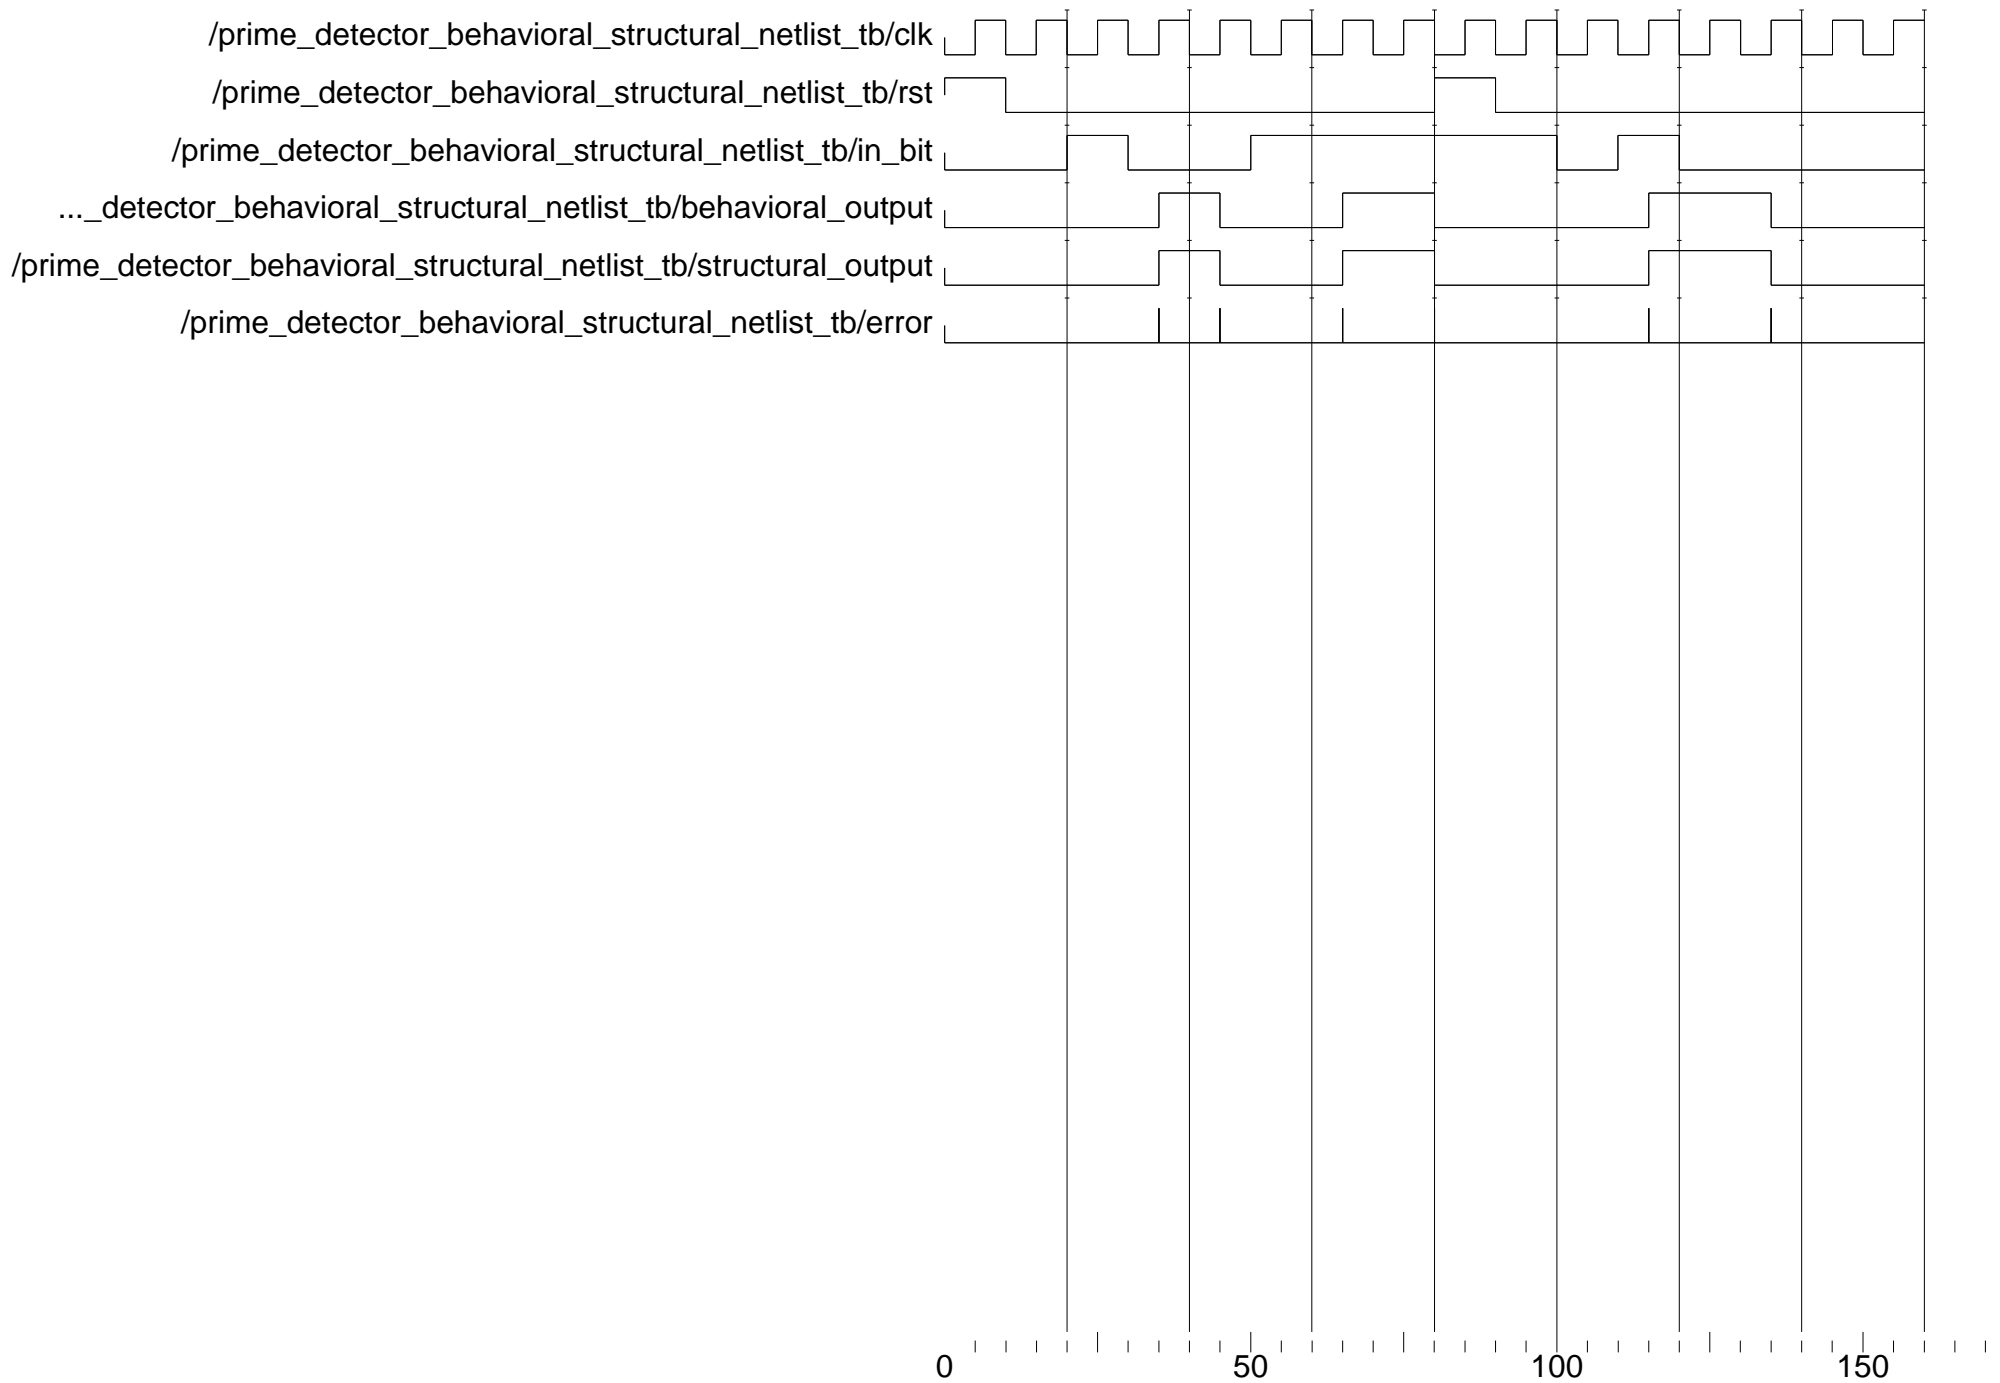 /prime_detector_behavioral_structural_netlist_tb/clk
/prime_detector_behavioral_structural_netlist_tb/rst
/prime_detector_behavioral_structural_netlist_tb/in_bit
..._detector_behavioral_structural_netlist_tb/behavioral_output
/prime_detector_behavioral_structural_netlist_tb/structural_output
/prime_detector_behavioral_structural_netlist_tb/error
0 50 100 150